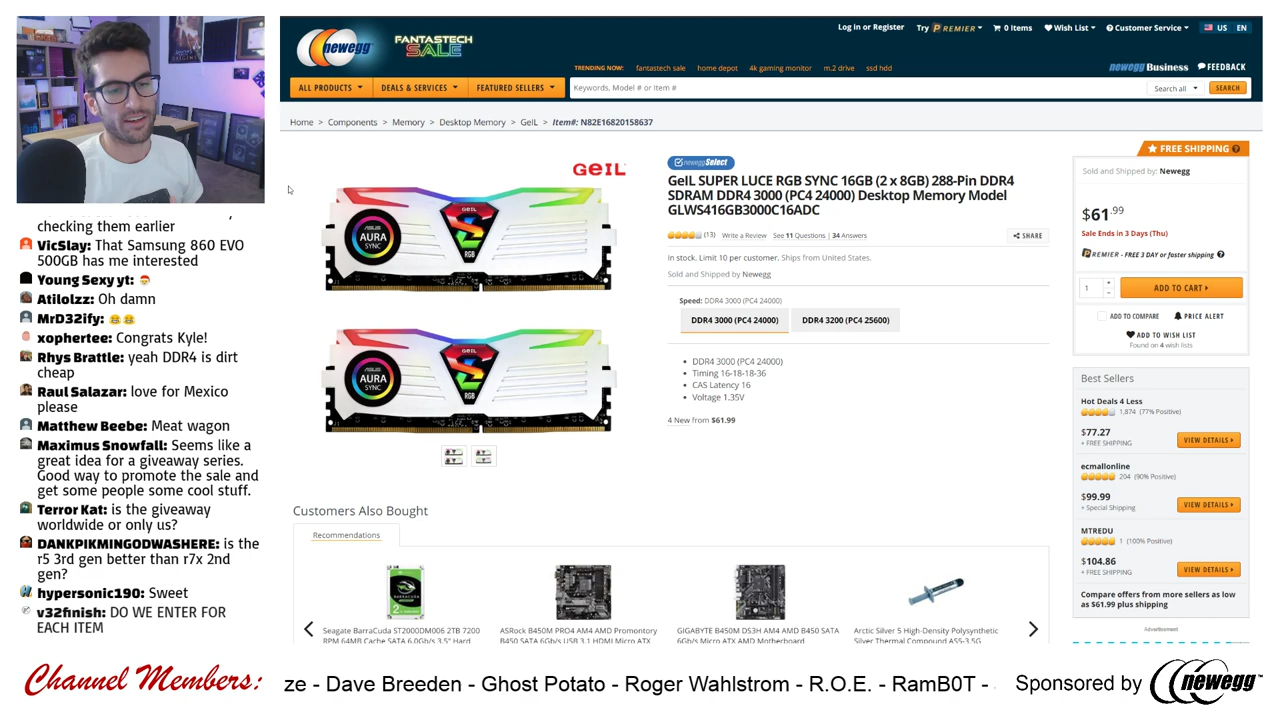 newegg
FANTASTECH
SALE
Log in or Register
Try PREMIER
0 Items
Wish List
Customer Service
US
EN
TRENDING NOW:
fantastech sale
home depot
4k gaming monitor
m.2 drive
ssd hdd
newegg Business
FEEDBACK
ALL PRODUCTS
DEALS & SERVICES
FEATURED SELLERS
Keywords, Model # or Item #
Search all
SEARCH
Home > Components > Memory > Desktop Memory > GeIL > Item#: N82E16820158637
checking them earlier
VicSlay: That Samsung 860 EVO
500GB has me interested
Young Sexy yt: 🎅
Atilolzz: Oh damn
MrD32ify: 😂😂
xophertee: Congrats Kyle!
Rhys Brattle: yeah DDR4 is dirt
cheap
Raul Salazar: love for Mexico
please
Matthew Beebe: Meat wagon
Maximus Snowfall: Seems like a
great idea for a giveaway series.
Good way to promote the sale and
get some people some cool stuff.
Terror Kat: is the giveaway
worldwide or only us?
DANKPIKMINGODWASHERE: is the
r5 3rd gen better than r7x 2nd
gen?
hypersonic190: Sweet
v32finish: DO WE ENTER FOR
EACH ITEM
GEIL
ASUS
AURA
SYNC
GEIL
RGB
ASUS
AURA
SYNC
GEIL
RGB
newegg Select
GeIL SUPER LUCE RGB SYNC 16GB (2 x 8GB) 288-Pin DDR4
SDRAM DDR4 3000 (PC4 24000) Desktop Memory Model
GLWS416GB3000C16ADC
(13) Write a Review See 11 Questions | 34 Answers
SHARE
In stock. Limit 10 per customer. Ships from United States.
Sold and Shipped by Newegg
Speed: DDR4 3000 (PC4 24000)
DDR4 3000 (PC4 24000)
DDR4 3200 (PC4 25600)
• DDR4 3000 (PC4 24000)
• Timing 16-18-18-36
• CAS Latency 16
• Voltage 1.35V
4 New from $61.99
FREE SHIPPING
Sold and Shipped by: Newegg
$61.99
Sale Ends in 3 Days (Thu)
PREMIER - FREE 3 DAY or faster shipping
1
+
-
ADD TO CART
ADD TO COMPARE
PRICE ALERT
ADD TO WISH LIST
Found on 4 wish lists
Best Sellers
Hot Deals 4 Less
1,874 (77% Positive)
$77.27
+ FREE SHIPPING
VIEW DETAILS
ecmallonline
204 (90% Positive)
$99.99
+ Special Shipping
VIEW DETAILS
MTREDU
1 (100% Positive)
$104.86
+ FREE SHIPPING
VIEW DETAILS
Compare offers from more sellers as low
as $61.99 plus shipping
Advertisement
Customers Also Bought
Recommendations
Seagate BarraCuda ST2000DM006 2TB 7200
RPM 64MB Cache SATA 6.0Gb/s 3.5" Hard
ASRock B450M PRO4 AM4 AMD Promontory
B450 SATA 6Gb/s USB 3.1 HDMI Micro ATX
GIGABYTE B450M DS3H AM4 AMD B450 SATA
6Gb/s Micro ATX AMD Motherboard
Arctic Silver 5 High-Density Polysynthetic
Silver Thermal Compound AS5-3.5G
Channel Members:
ze - Dave Breeden - Ghost Potato - Roger Wahlstrom - R.O.E. - RamB0T -
Sponsored by newegg